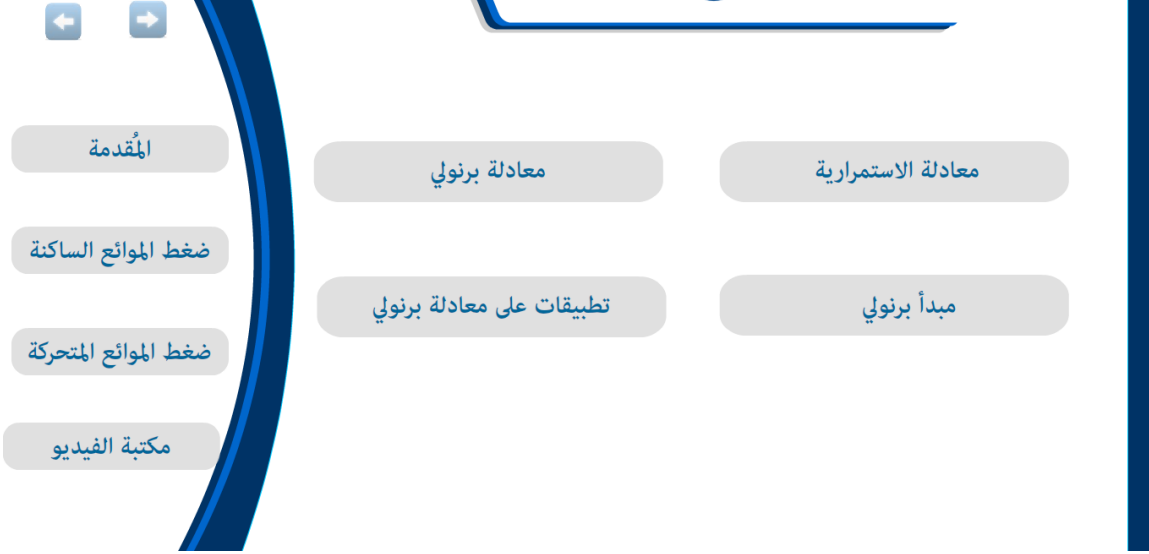 معادلة الاستمرارية
معادلة برنولي
مبدأ برنولي
تطبيقات على معادلة برنولي
المُقدمة
ضغط الموائع الساكنة
ضغط الموائع المتحركة
مكتبة الفيديو